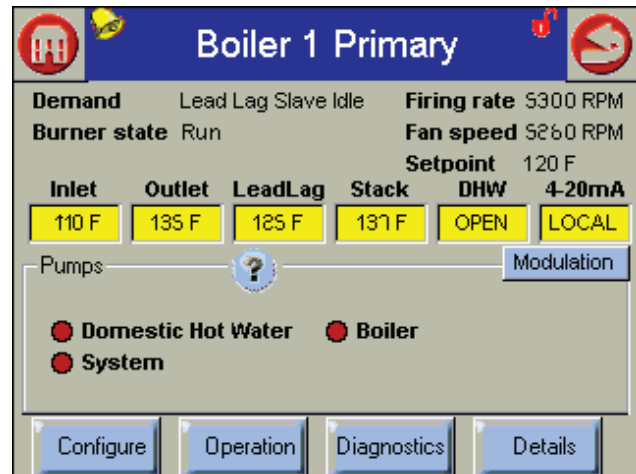 Boiler 1 Primary
Demand Lead Lag Slave Idle Firing rate 5300 RPM
Burner state Run Fan speed 5260 RPM
Setpoint 120 F
Inlet Outlet LeadLag Stack DHW 4-20mA
110 F 135 F 125 F 137 F OPEN LOCAL
Pumps ? Modulation
Domestic Hot Water Boiler
System
Configure Operation Diagnostics Details